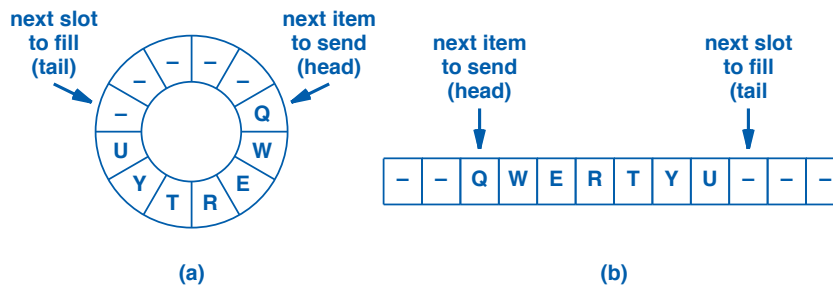 next slot
to fill
(tail)
next item
to send
(head)
– – – – –
Q
W
E
R
T
Y
U
(a)
next item
to send
(head)
next slot
to fill
(tail
– – Q W E R T Y U – – –
(b)